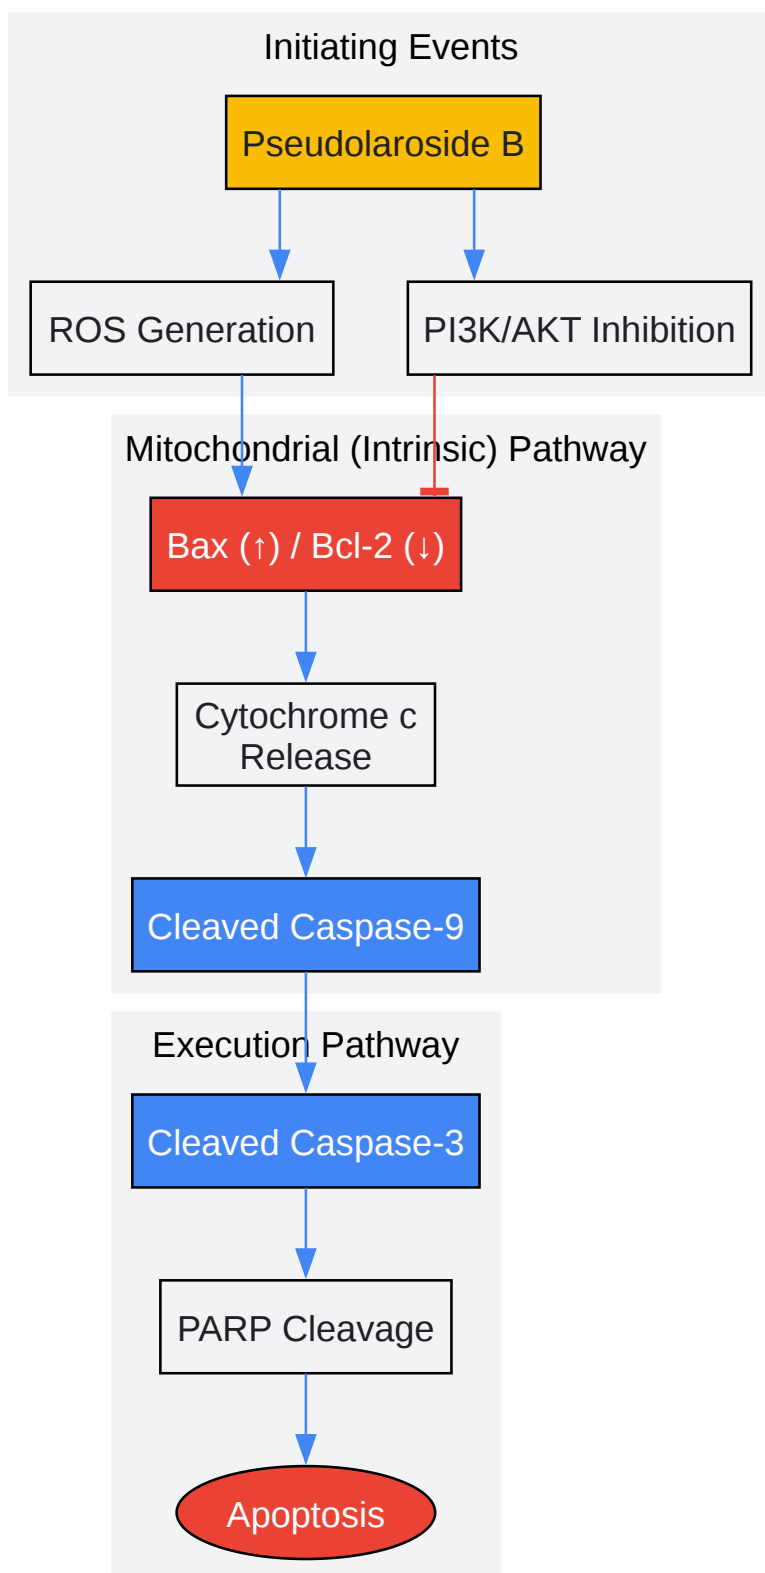 Initiating Events
Pseudolaroside B
ROS Generation
PI3K/AKT Inhibition
Mitochondrial (Intrinsic) Pathway
Bax (↑) / Bcl-2 (↓)
Cytochrome c
Release
Cleaved Caspase-9
Execution Pathway
Cleaved Caspase-3
PARP Cleavage
Apoptosis